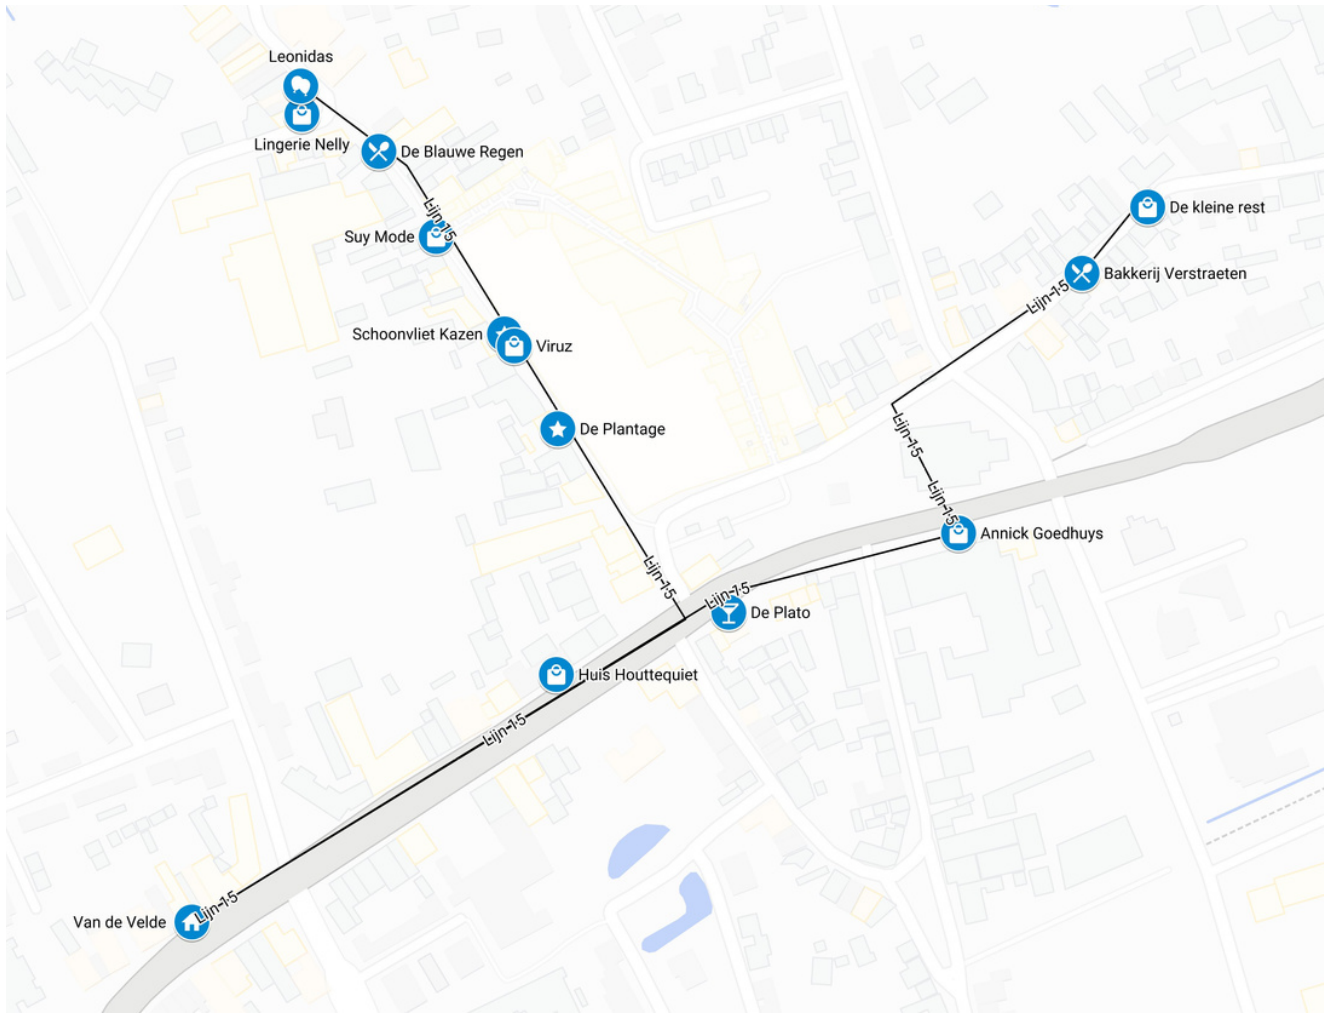 Leonidas
Lingerie Nelly
De Blauwe Regen
Lijn 15
Suy Mode
De kleine rest
Bakkerij Verstraeten
Lijn 15
Schoonvliet Kazen
Viruz
De Plantage
Lijn 15
Lijn 15
Annick Goedhuys
Lijn 15
Lijn 15
De Plato
Huis Houttequiet
Lijn 15
Van de Velde
Lijn 15